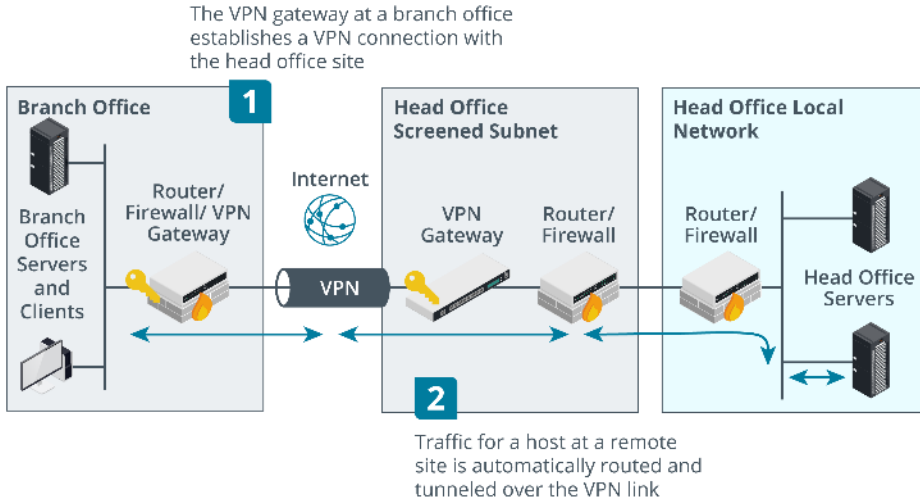 The VPN gateway at a branch office
establishes a VPN connection with
the head office site
1
Branch Office
Head Office
Screened Subnet
Head Office Local
Network
Router/
Firewall/ VPN
Gateway
Internet
VPN
Gateway
Router/
Firewall
Router/
Firewall
Branch
Office
Servers
and
Clients
VPN
Head Office
Servers
2
Traffic for a host at a remote
site is automatically routed and
tunneled over the VPN link